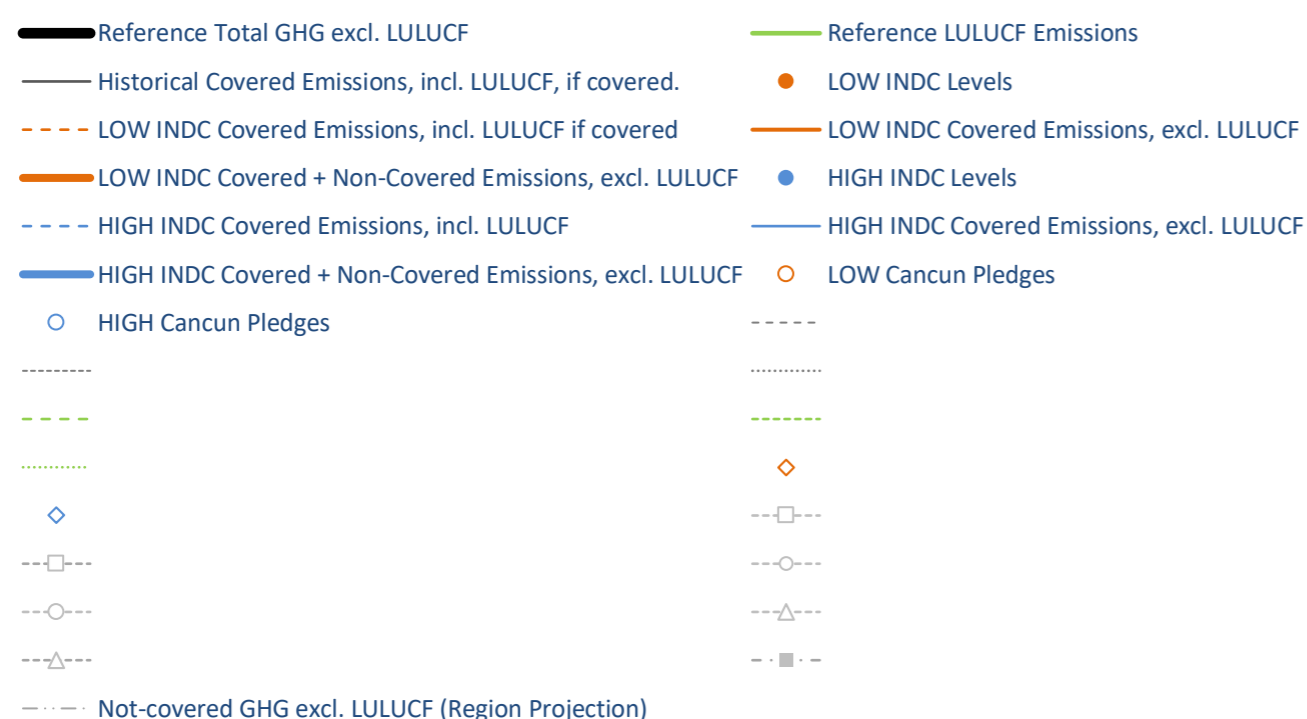 Reference Total GHG excl. LULUCF
Reference LULUCF Emissions
Historical Covered Emissions, incl. LULUCF, if covered.
LOW INDC Levels
LOW INDC Covered Emissions, incl. LULUCF if covered
LOW INDC Covered Emissions, excl. LULUCF
LOW INDC Covered + Non-Covered Emissions, excl. LULUCF
HIGH INDC Levels
HIGH INDC Covered Emissions, incl. LULUCF
HIGH INDC Covered Emissions, excl. LULUCF
HIGH INDC Covered + Non-Covered Emissions, excl. LULUCF
LOW Cancun Pledges
HIGH Cancun Pledges
Not-covered GHG excl. LULUCF (Region Projection)